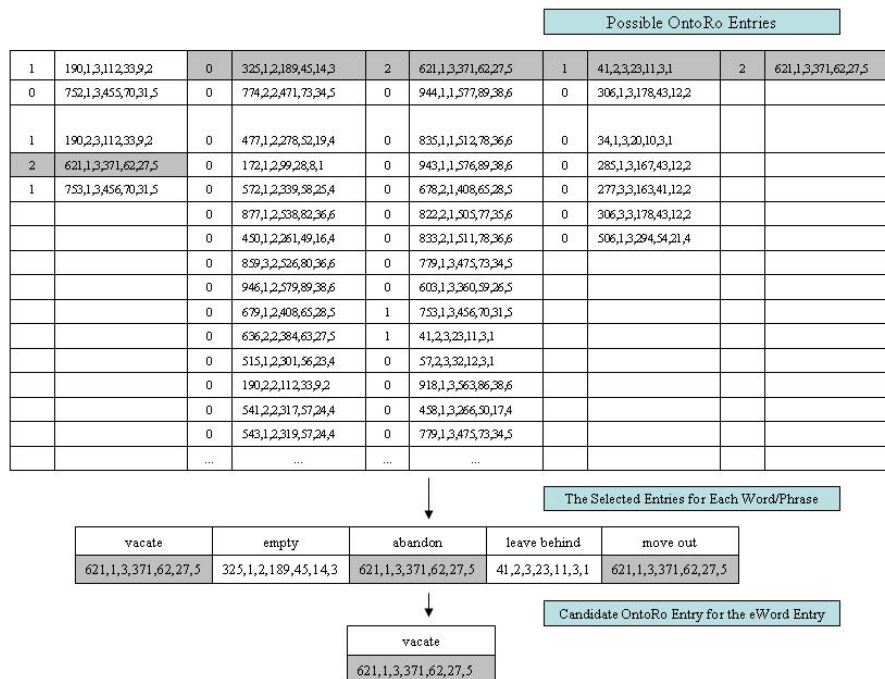 Possible OntoRo Entries
1 190,1,3,112,33,9,2 0 325,1,2,189,45,14,3 2 621,1,3,371,62,27,5 1 41,2,3,23,11,3,1 2 621,1,3,371,62,27,5
0 752,1,3,455,70,31,5 0 774,2,2,471,73,34,5 0 944,1,1,577,89,38,6 0 306,1,3,178,43,12,2
1 190,2,3,112,33,9,2 0 477,1,2,278,52,19,4 0 835,1,1,512,78,36,6 0 34,1,3,20,10,3,1
2 621,1,3,371,62,27,5 0 172,1,2,99,28,8,1 0 943,1,1,576,89,38,6 0 285,1,3,167,43,12,2
1 753,1,3,456,70,31,5 0 572,1,2,339,58,25,4 0 678,2,1,408,65,28,5 0 277,3,3,163,41,12,2
0 877,1,2,538,82,36,6 0 822,2,1,505,77,35,6 0 306,3,3,178,43,12,2
0 450,1,2,261,49,16,4 0 833,2,1,511,78,36,6 0 506,1,3,294,54,21,4
0 859,3,2,526,80,36,6 0 779,1,3,475,73,34,5
0 946,1,2,579,89,38,6 0 603,1,3,360,59,26,5
0 679,1,2,408,65,28,5 1 753,1,3,456,70,31,5
0 636,2,2,384,63,27,5 1 41,2,3,23,11,3,1
0 515,1,2,301,56,23,4 0 57,2,3,32,12,3,1
0 190,2,2,112,33,9,2 0 918,1,3,563,86,38,6
0 541,2,2,317,57,24,4 0 458,1,3,266,50,17,4
0 543,1,2,319,57,24,4 0 779,1,3,475,73,34,5
... ... ... ...
The Selected Entries for Each Word/Phrase
vacate empty abandon leave behind move out
621,1,3,371,62,27,5 325,1,2,189,45,14,3 621,1,3,371,62,27,5 41,2,3,23,11,3,1 621,1,3,371,62,27,5
Candidate OntoRo Entry for the eWord Entry
vacate
621,1,3,371,62,27,5